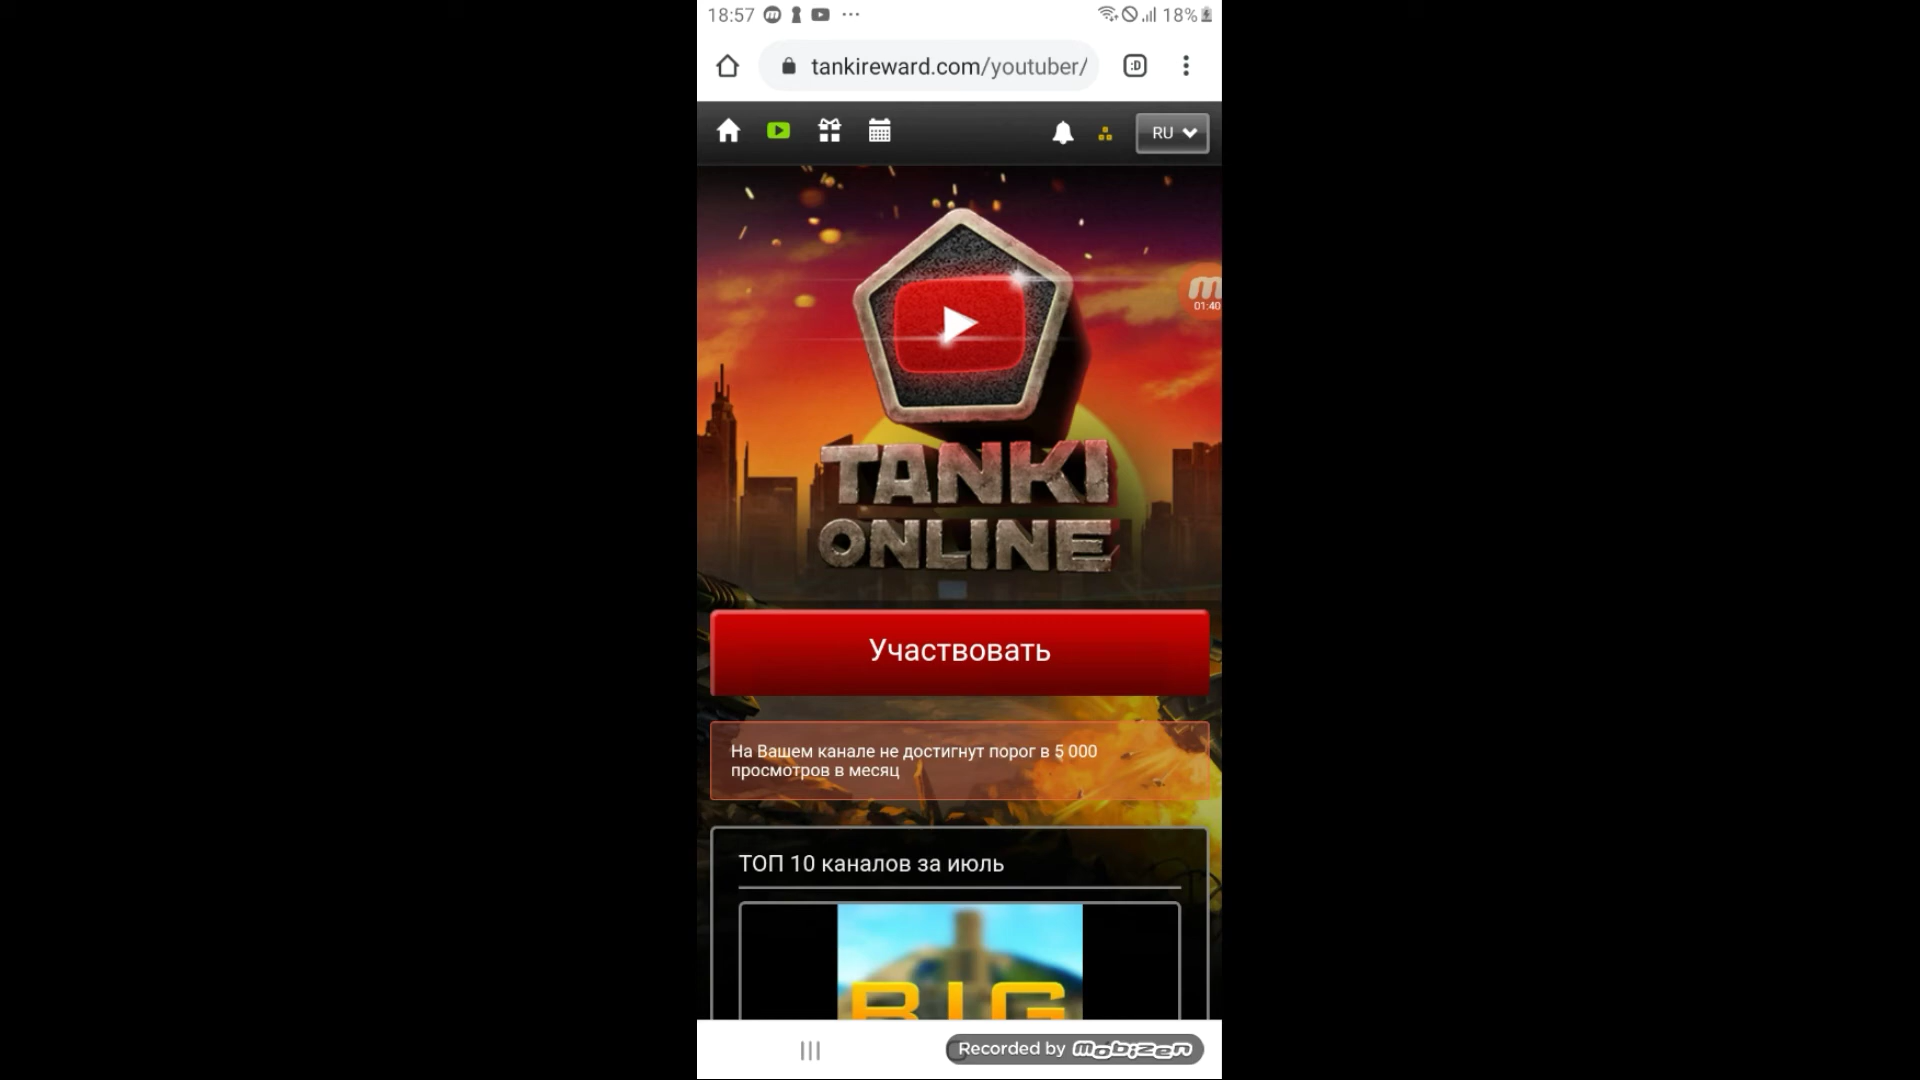 18:57
18%
tankireward.com/youtuber/
:D
RU
01:40
TANKI
ONLINE
Участвовать
На Вашем канале не достигнут порог в 5 000
просмотров в месяц
ТОП 10 каналов за июль
BIG
Recorded by mobizen